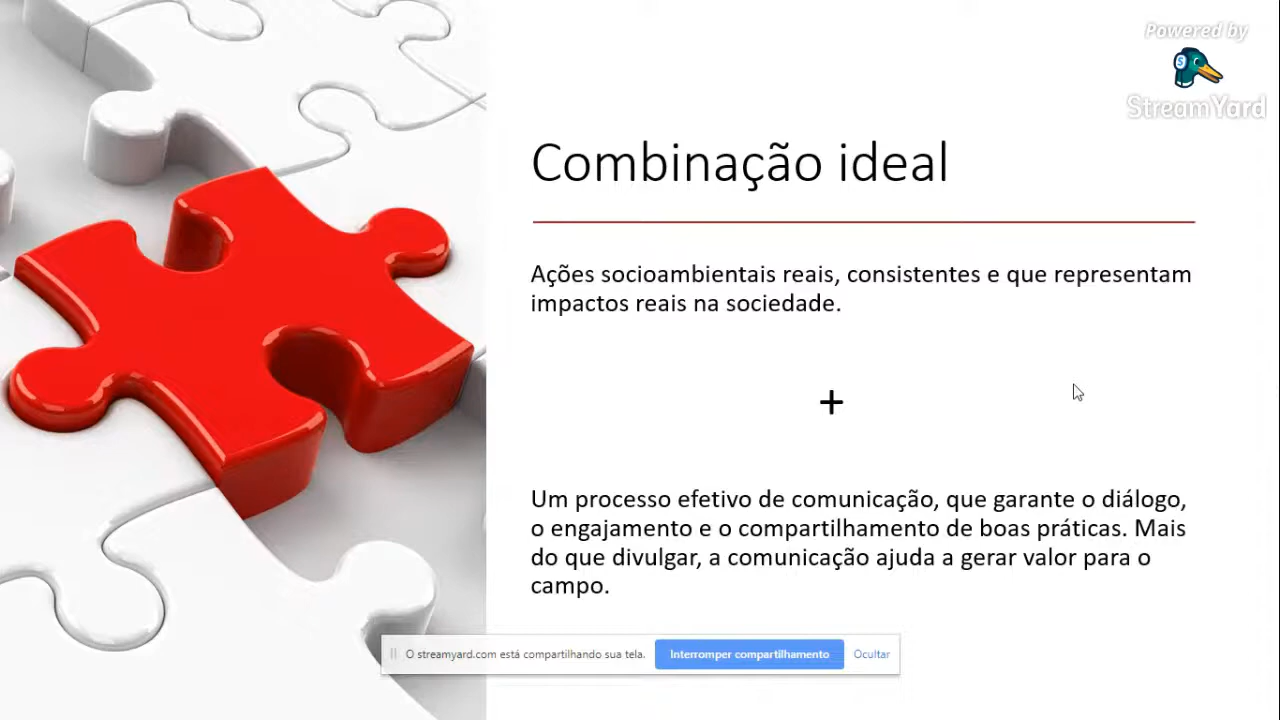 Powered by
StreamYard
Combinação ideal
Ações socioambientais reais, consistentes e que representam
impactos reais na sociedade.
+
Um processo efetivo de comunicação, que garante o diálogo,
o engajamento e o compartilhamento de boas práticas. Mais
do que divulgar, a comunicação ajuda a gerar valor para o
campo.
O streamyard.com está compartilhando sua tela. Interromper compartilhamento Ocultar